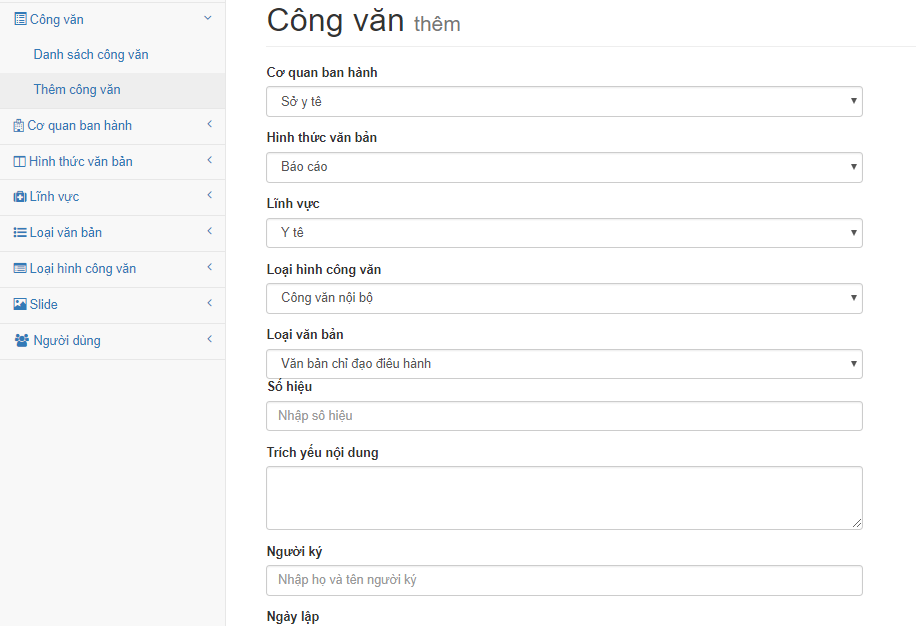 Công văn
Danh sách công văn
Thêm công văn
Cơ quan ban hành
Hình thức văn bản
Lĩnh vực
Loại văn bản
Loại hình công văn
Slide
Người dùng
Công văn thêm
Cơ quan ban hành
Sở y tế
Hình thức văn bản
Báo cáo
Lĩnh vực
Y tế
Loại hình công văn
Công văn nội bộ
Loại văn bản
Văn bản chỉ đạo điều hành
Số hiệu
Nhập số hiệu
Trích yếu nội dung
Người ký
Nhập họ và tên người ký
Ngày lập